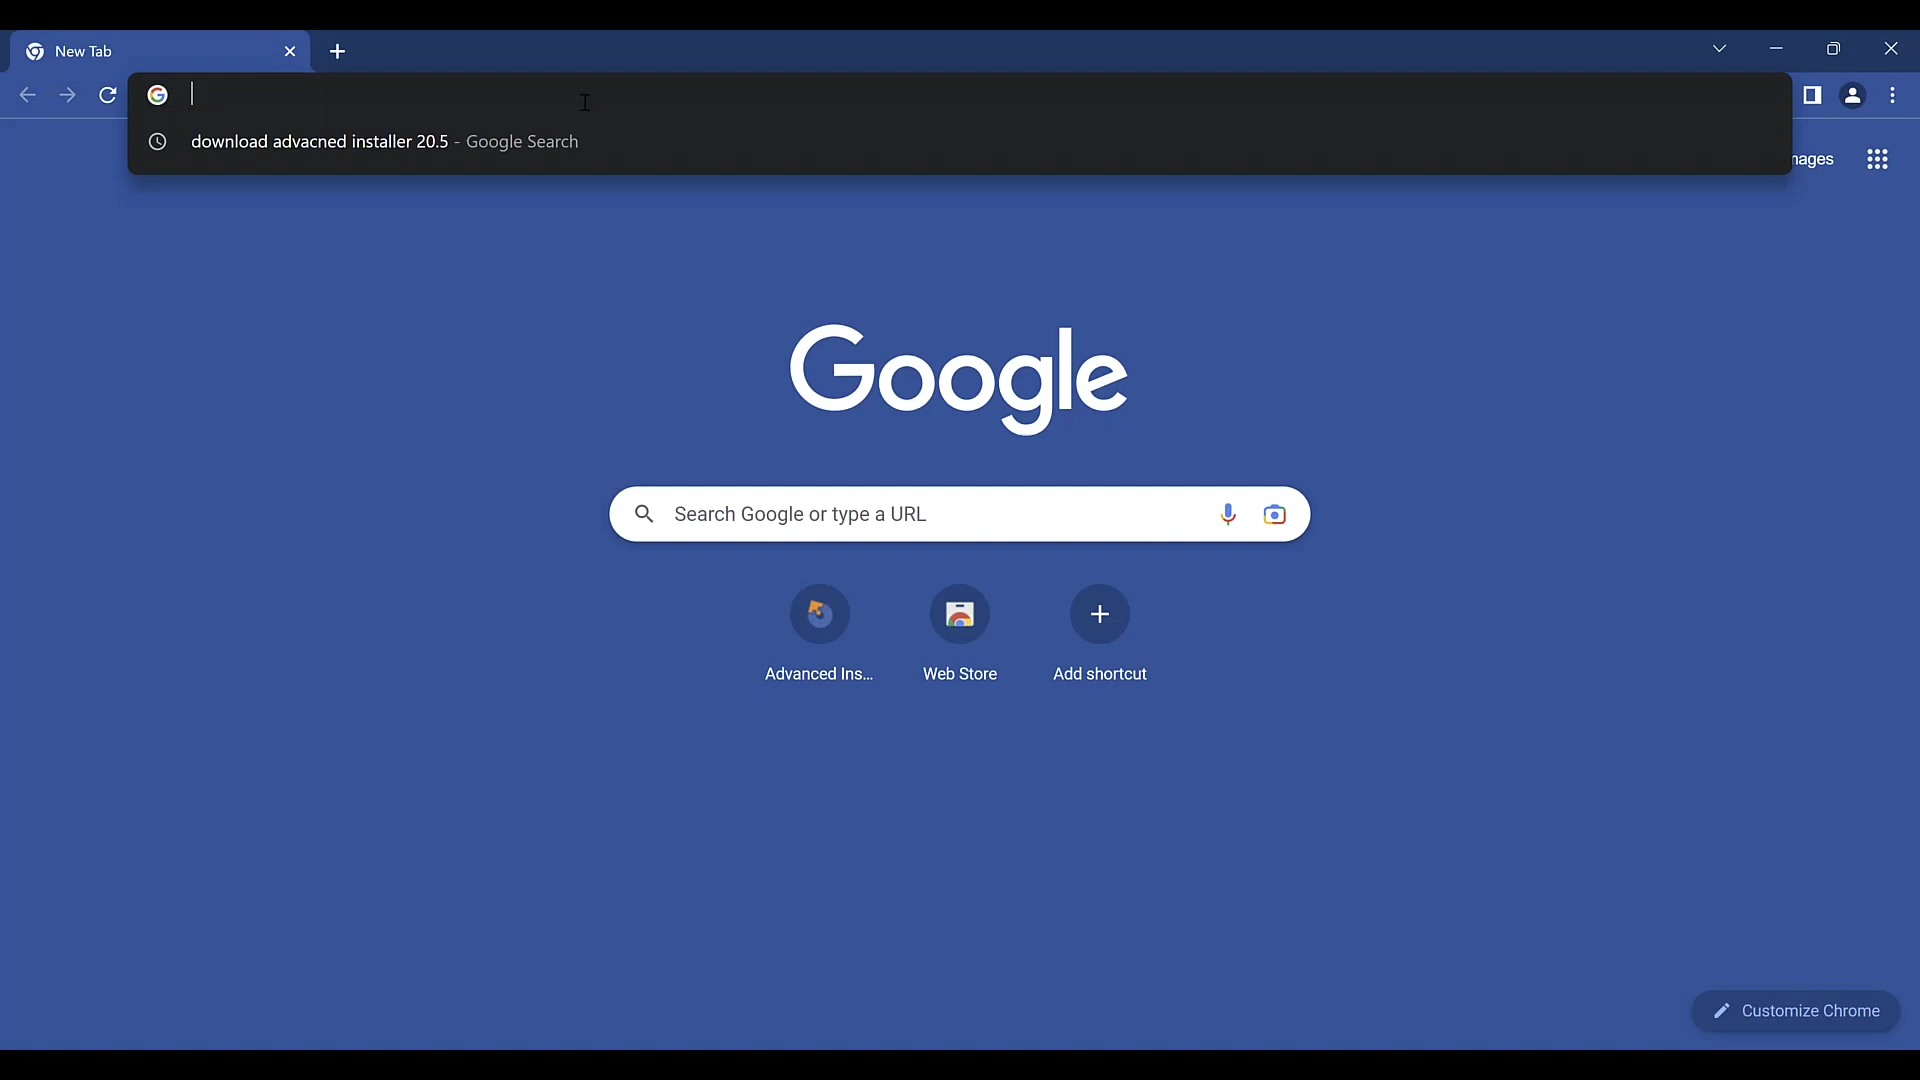 New Tab
download advacned installer 20.5 - Google Search
nages
Google
Search Google or type a URL
Advanced Ins...
Web Store
Add shortcut
Customize Chrome